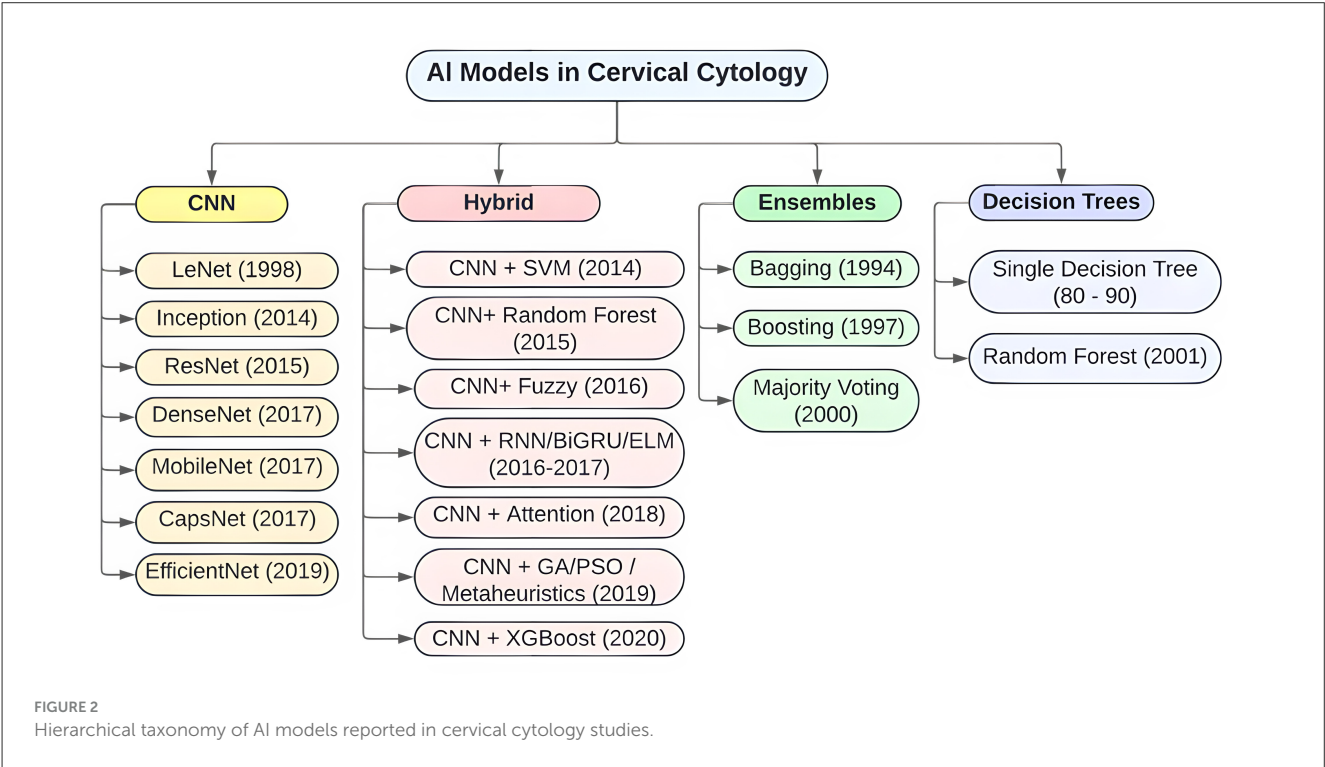 AI Models in Cervical Cytology
CNN
LeNet (1998)
Inception (2014)
ResNet (2015)
DenseNet (2017)
MobileNet (2017)
CapsNet (2017)
EfficientNet (2019)
Hybrid
CNN + SVM (2014)
CNN+ Random Forest
(2015)
CNN+ Fuzzy (2016)
CNN + RNN/BiGRU/ELM
(2016-2017)
CNN + Attention (2018)
CNN + GA/PSO /
Metaheuristics (2019)
CNN + XGBoost (2020)
Ensembles
Bagging (1994)
Boosting (1997)
Majority Voting
(2000)
Decision Trees
Single Decision Tree
(80 - 90)
Random Forest (2001)
FIGURE 2
Hierarchical taxonomy of AI models reported in cervical cytology studies.